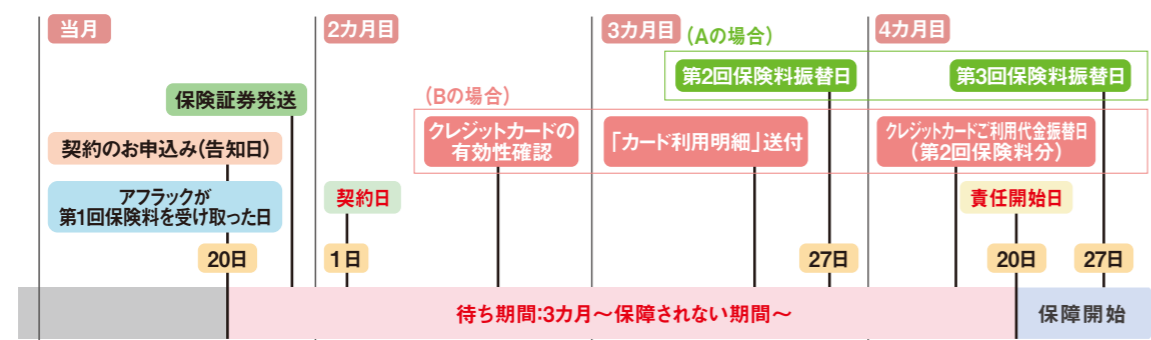 当月
2カ月目
3カ月目
(Aの場合)
4カ月目
第2回保険料振替日
第3回保険料振替日
保険証券発送
(Bの場合)
クレジットカードの
有効性確認
「カード利用明細」送付
クレジットカードご利用代金振替日
(第2回保険料分)
契約のお申込み(告知日)
アフラックが
第1回保険料を受け取った日
契約日
責任開始日
20日
1日
27日
20日
27日
待ち期間:3カ月〜保障されない期間〜
保障開始